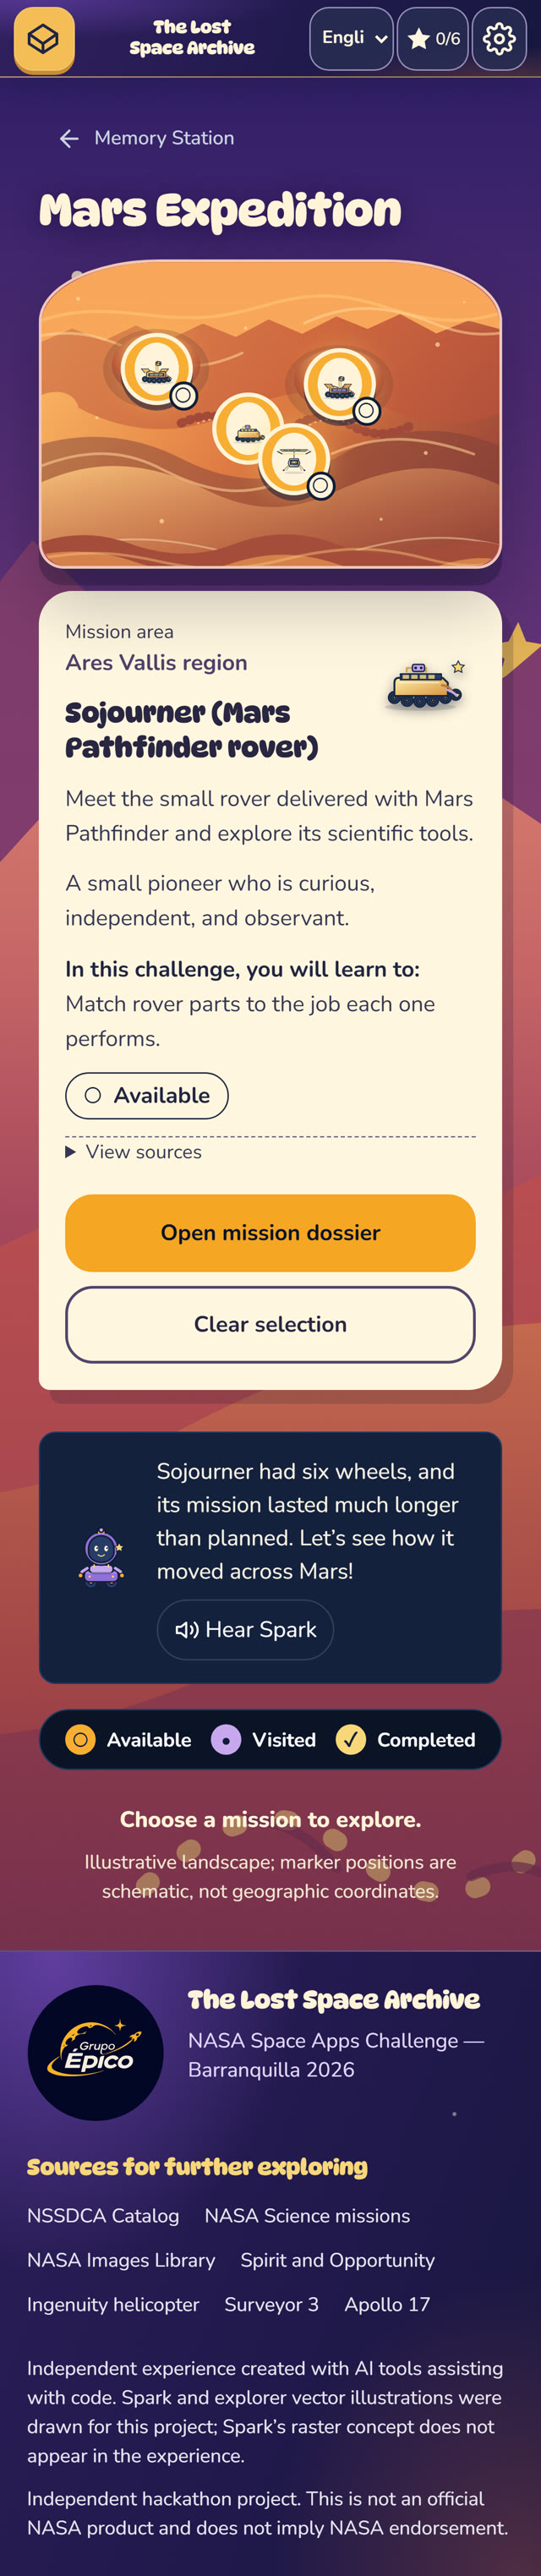 The Lost
Space Archive
Engli
0/6
Memory Station
Mars Expedition
Mission area
Ares Vallis region
Sojourner (Mars
Pathfinder rover)
Meet the small rover delivered with Mars
Pathfinder and explore its scientific tools.
A small pioneer who is curious,
independent, and observant.
In this challenge, you will learn to:
Match rover parts to the job each one
performs.
Available
View sources
Open mission dossier
Clear selection
Sojourner had six wheels, and
its mission lasted much longer
than planned. Let’s see how it
moved across Mars!
Hear Spark
Available Visited Completed
Choose a mission to explore.
Illustrative landscape; marker positions are
schematic, not geographic coordinates.
Grupo
Épico
The Lost Space Archive
NASA Space Apps Challenge —
Barranquilla 2026
Sources for further exploring
NSSDCA Catalog NASA Science missions
NASA Images Library Spirit and Opportunity
Ingenuity helicopter Surveyor 3 Apollo 17
Independent experience created with AI tools assisting
with code. Spark and explorer vector illustrations were
drawn for this project; Spark’s raster concept does not
appear in the experience.
Independent hackathon project. This is not an official
NASA product and does not imply NASA endorsement.